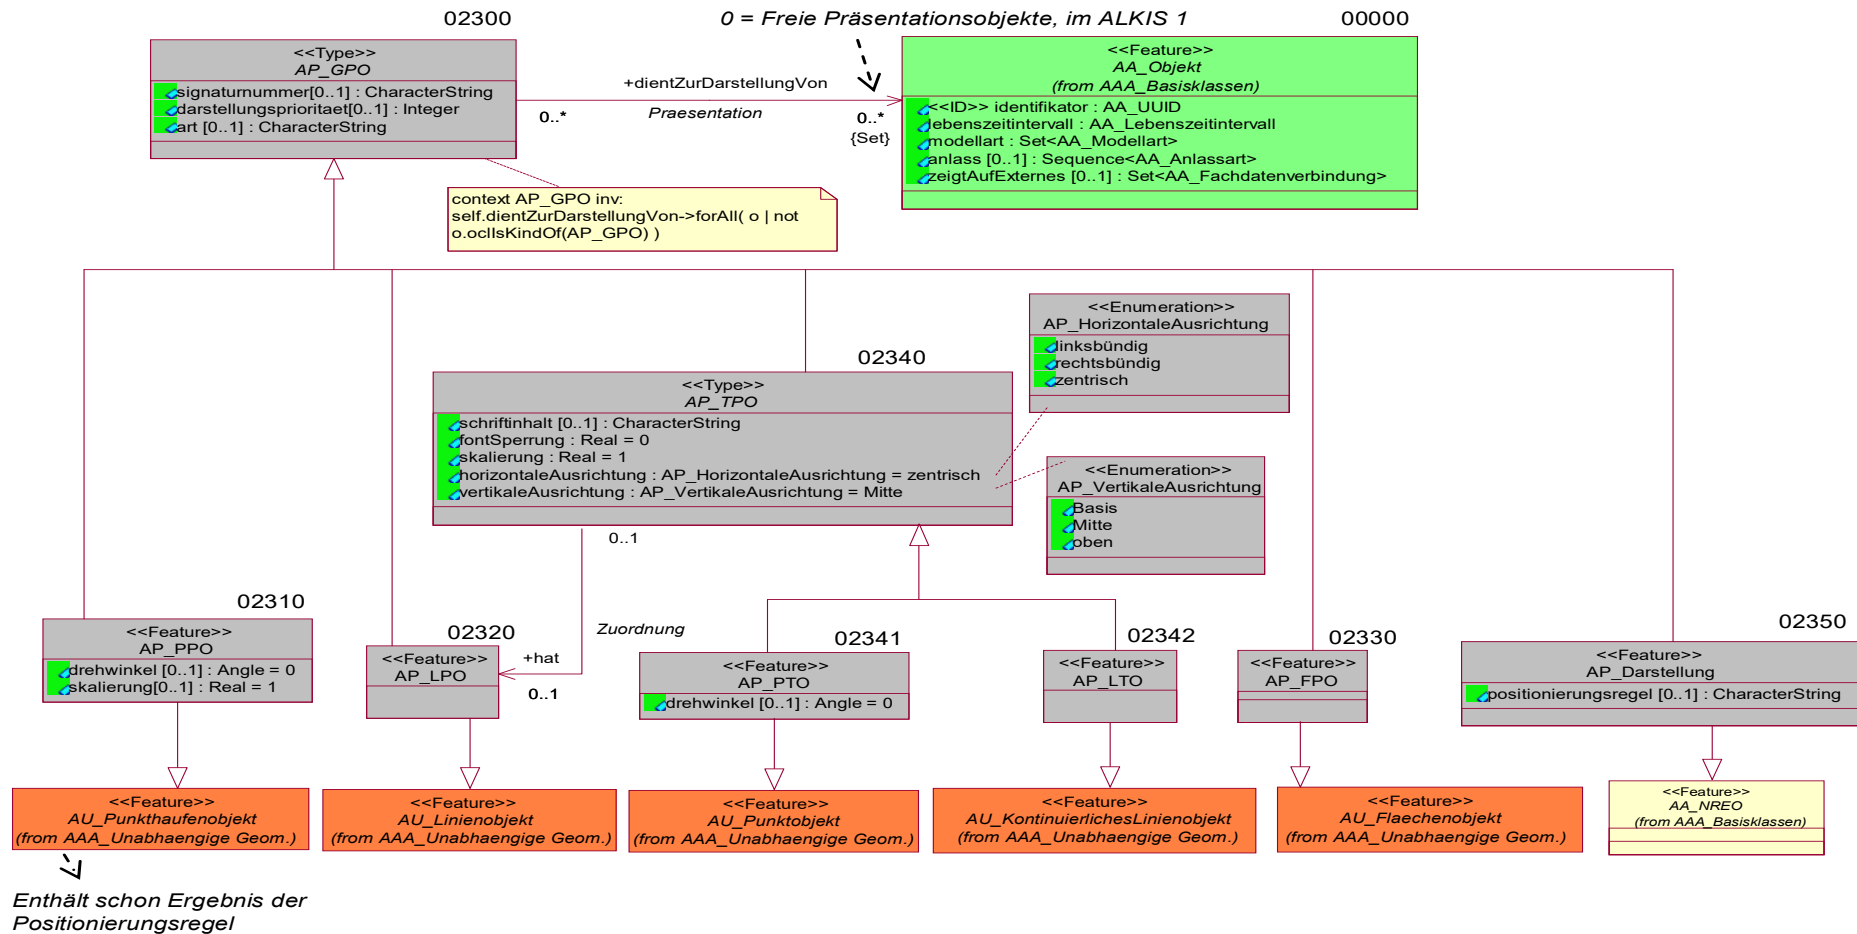 02300
0 = Freie Präsentationsobjekte, im ALKIS 1
00000
<<Type>>
AP_GPO
signaturnummer[0..1] : CharacterString
darstellungsprioritaet[0..1] : Integer
art [0..1] : CharacterString
+dientZurDarstellungVon
0..*
Praesentation
0..*
{Set}
<<Feature>>
AA_Objekt
(from AAA_Basisklassen)
<<ID>> identifikator : AA_UUID
lebenszeitintervall : AA_Lebenszeitintervall
modellart : Set<AA_Modellart>
anlass [0..1] : Sequence<AA_Anlassart>
zeigtAufExternes [0..1] : Set<AA_Fachdatenverbindung>
context AP_GPO inv:
self.dientZurDarstellungVon->forAll( o | not
o.ocllsKindOf(AP_GPO) )
<<Enumeration>>
AP_HorizontaleAusrichtung
linksbündig
rechtsbündig
zentrisch
02340
<<Type>>
AP_TPO
schriftinhalt [0..1] : CharacterString
fontSperrung : Real = 0
skalierung : Real = 1
horizontaleAusrichtung : AP_HorizontaleAusrichtung = zentrisch
vertikaleAusrichtung : AP_VertikaleAusrichtung = Mitte
<<Enumeration>>
AP_VertikaleAusrichtung
Basis
Mitte
oben
0..1
Zuordnung
+hat
0..1
02310
<<Feature>>
AP_PPO
drehwinkel [0..1] : Angle = 0
skalierung[0..1] : Real = 1
02320
<<Feature>>
AP_LPO
02341
<<Feature>>
AP_PTO
drehwinkel [0..1] : Angle = 0
02342
<<Feature>>
AP_LTO
02330
<<Feature>>
AP_FPO
02350
<<Feature>>
AP_Darstellung
positionierungsregel [0..1] : CharacterString
<<Feature>>
AU_Punkthaufenobjekt
(from AAA_Unabhaengige Geom.)
<<Feature>>
AU_Linienobjekt
(from AAA_Unabhaengige Geom.)
<<Feature>>
AU_Punktobjekt
(from AAA_Unabhaengige Geom.)
<<Feature>>
AU_KontinuierlichesLinienobjekt
(from AAA_Unabhaengige Geom.)
<<Feature>>
AU_Flaechenobjekt
(from AAA_Unabhaengige Geom.)
<<Feature>>
AA_NREO
(from AAA_Basisklassen)
Enthält schon Ergebnis der
Positionierungsregel